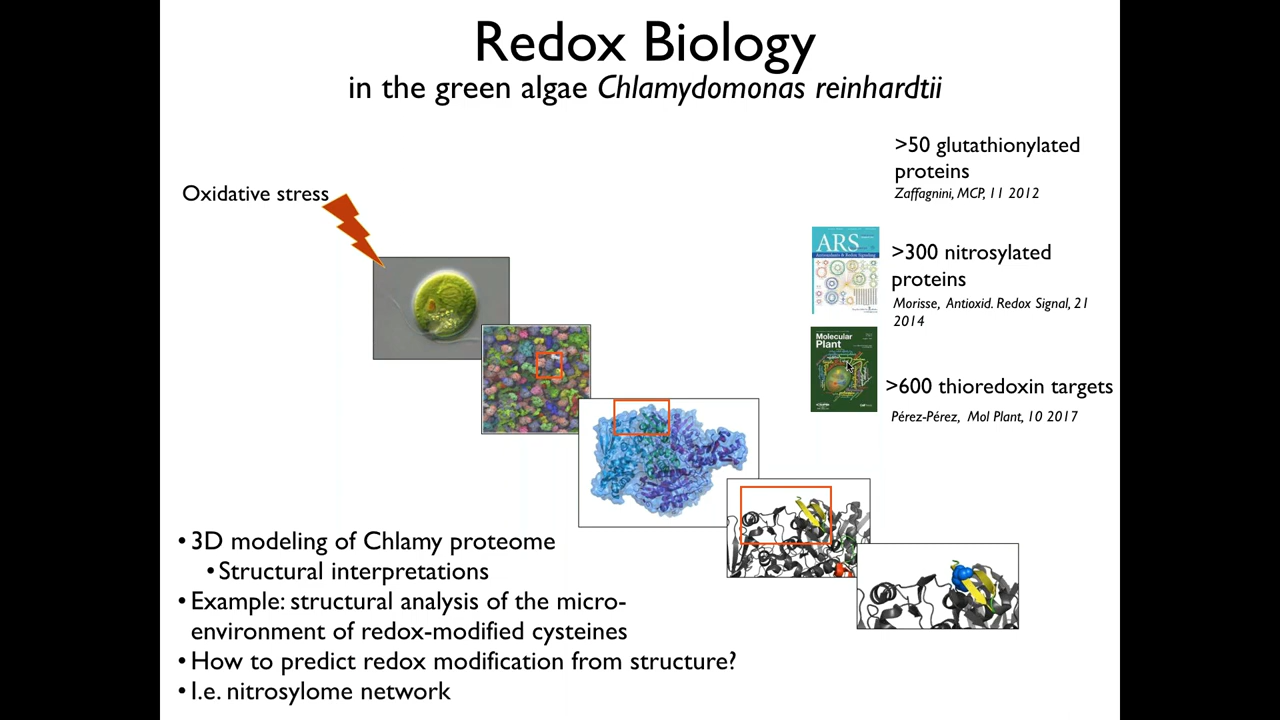 Redox Biology
in the green algae Chlamydomonas reinhardtii
>50 glutathionylated
proteins
Zaffagnini, MCP, 11 2012
Oxidative stress
ARS
Antioxidants & Redox Signaling
>300 nitrosylated
proteins
Morisse, Antioxid. Redox Signal, 21
2014
Molecular
Plant
>600 thioredoxin targets
Pérez-Pérez, Mol Plant, 10 2017
• 3D modeling of Chlamy proteome
• Structural interpretations
• Example: structural analysis of the micro-
environment of redox-modified cysteines
• How to predict redox modification from structure?
• I.e. nitrosylome network